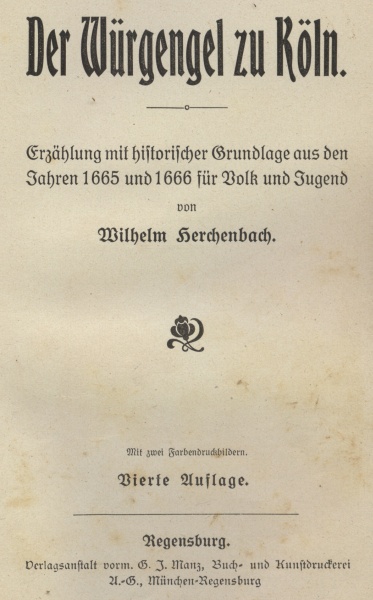 Der Würgengel zu Köln.
Erzählung mit historischer Grundlage aus den
Jahren 1665 und 1666 für Volk und Jugend
von
Wilhelm Herchenbach.
Mit zwei Farbendruckbildern.
Vierte Auflage.
Regensburg.
Verlagsanstalt vorm. G. J. Manz, Buch- und Kunstdruckerei
A.-G., München-Regensburg